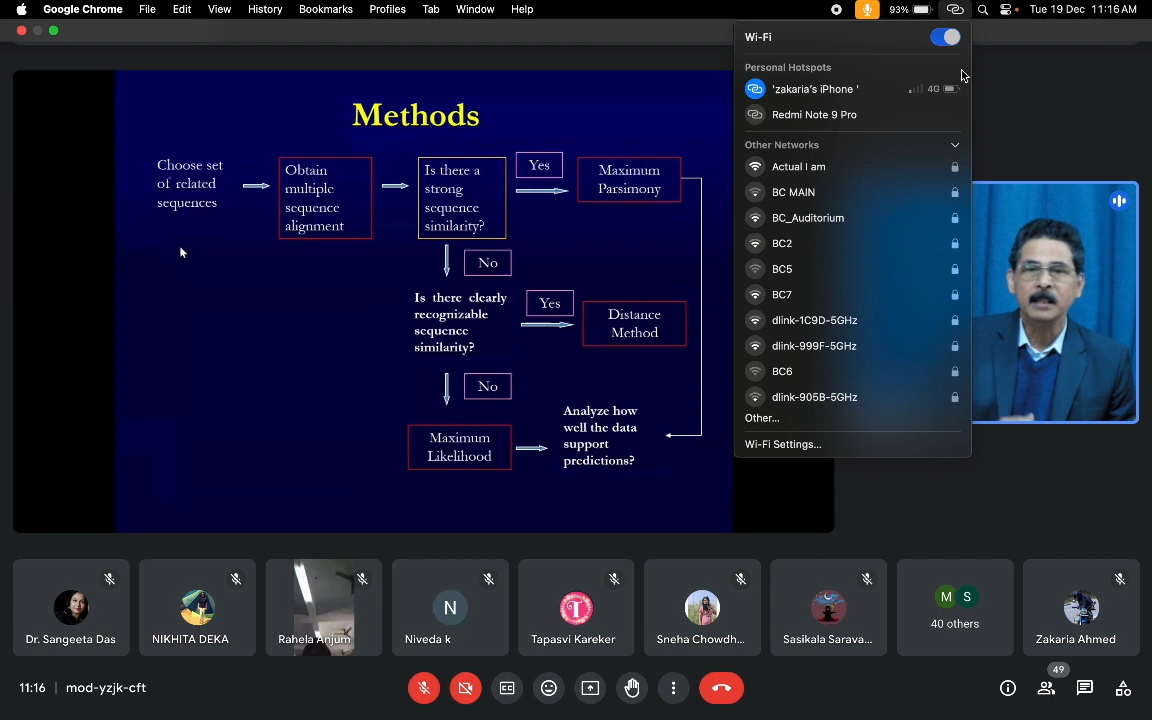 Google Chrome File Edit View History Bookmarks Profiles Tab Window Help 93% Tue 19 Dec 11:16 AM
Methods
Choose set
of related
sequences
Obtain
multiple
sequence
alignment
Is there a
strong
sequence
similarity?
Yes
Maximum
Parsimony
No
Is there clearly
recognizable
sequence
similarity?
Yes
Distance
Method
No
Maximum
Likelihood
Analyze how
well the data
support
predictions?
Wi-Fi
Personal Hotspots
'zakaria's iPhone ' 4G
Redmi Note 9 Pro
Other Networks
Actual I am
BC MAIN
BC_Auditorium
BC2
BC5
BC7
dlink-1C9D-5GHz
dlink-999F-5GHz
BC6
dlink-905B-5GHz
Other...
Wi-Fi Settings...
Dr. Sangeeta Das
NIKHITA DEKA
Rahela Anjum
N
Niveda k
T
Tapasvi Kareker
Sneha Chowdh...
Sasikala Sarava...
M S
40 others
Zakaria Ahmed
11:16 | mod-yzjk-cft
49